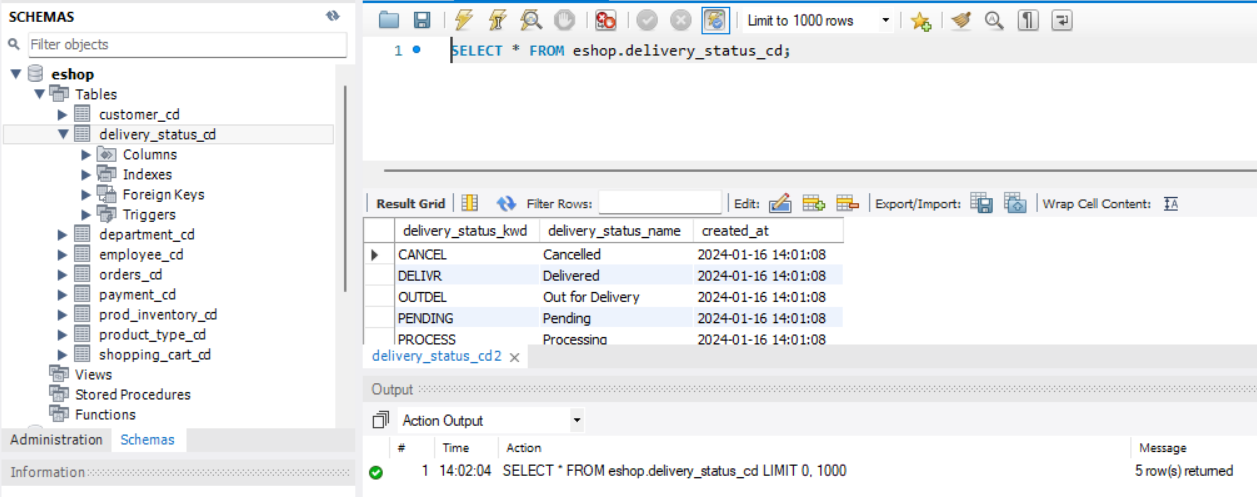 SCHEMAS
Filter objects
eshop
Tables
customer_cd
delivery_status_cd
Columns
Indexes
Foreign Keys
Triggers
department_cd
employee_cd
orders_cd
payment_cd
prod_inventory_cd
product_type_cd
shopping_cart_cd
Views
Stored Procedures
Functions
Administration Schemas
Information
Limit to 1000 rows
1 SELECT * FROM eshop.delivery_status_cd;
Result Grid Filter Rows: Edit: Export/Import: Wrap Cell Content: IA
delivery_status_kwd delivery_status_name created_at
CANCEL Cancelled 2024-01-16 14:01:08
DELIVR Delivered 2024-01-16 14:01:08
OUTDEL Out for Delivery 2024-01-16 14:01:08
PENDING Pending 2024-01-16 14:01:08
PROCESS Processing 2024-01-16 14:01:08
delivery_status_cd2
Output
Action Output
# Time Action Message
1 14:02:04 SELECT * FROM eshop.delivery_status_cd LIMIT 0, 1000 5 row(s) returned